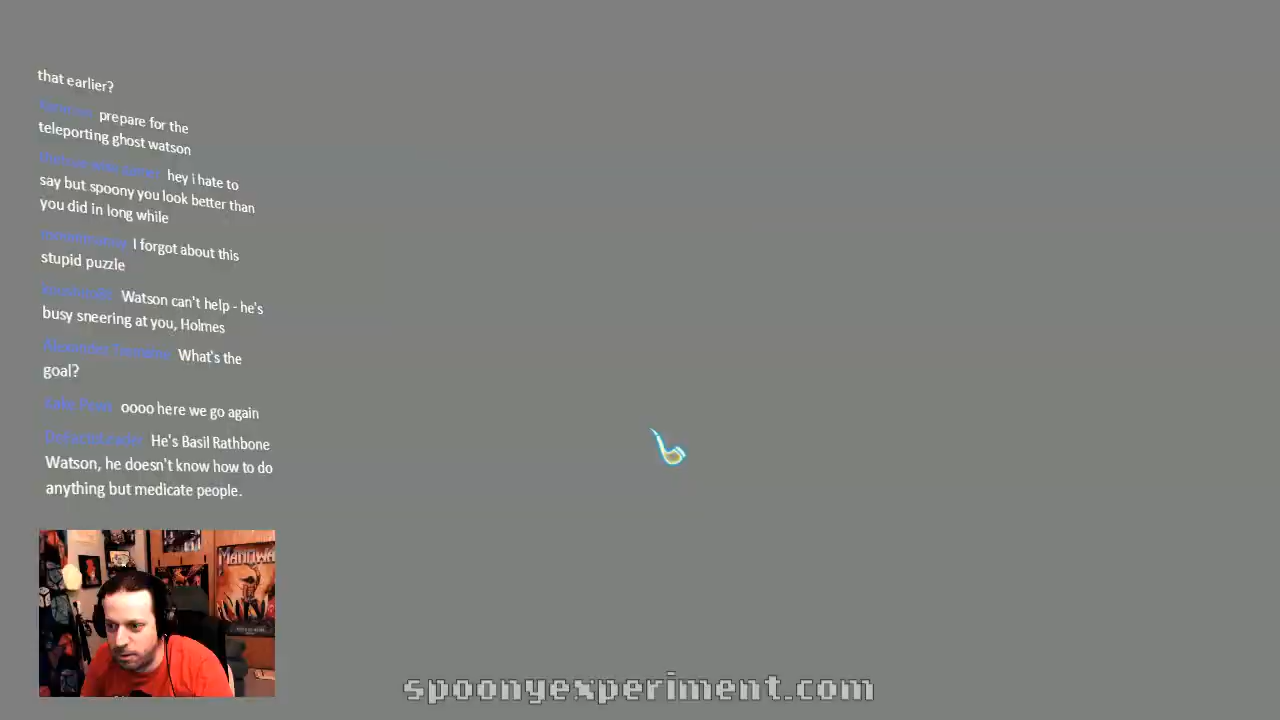 that earlier?
prepare for the
teleporting ghost watson
hey i hate to
say but spoony you look better than
you did in long while
I forgot about this
stupid puzzle
Watson can't help - he's
busy sneering at you, Holmes
Alexander What's the
goal?
oooo here we go again
He's Basil Rathbone
Watson, he doesn't know how to do
anything but medicate people.
MANOWA
spoonyexperiment.com